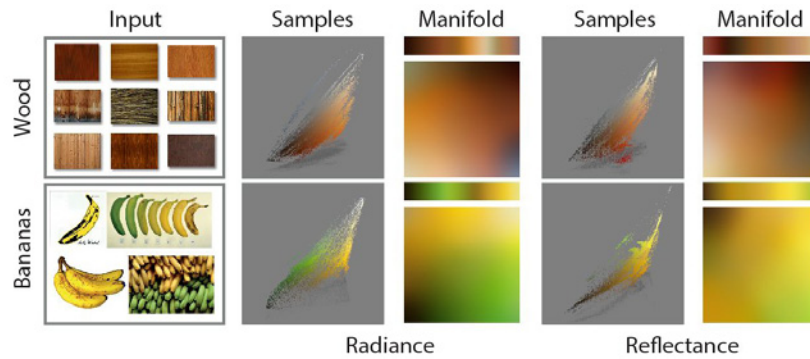 Input
Samples
Manifold
Samples
Manifold
Wood
Bananas
Radiance
Reflectance